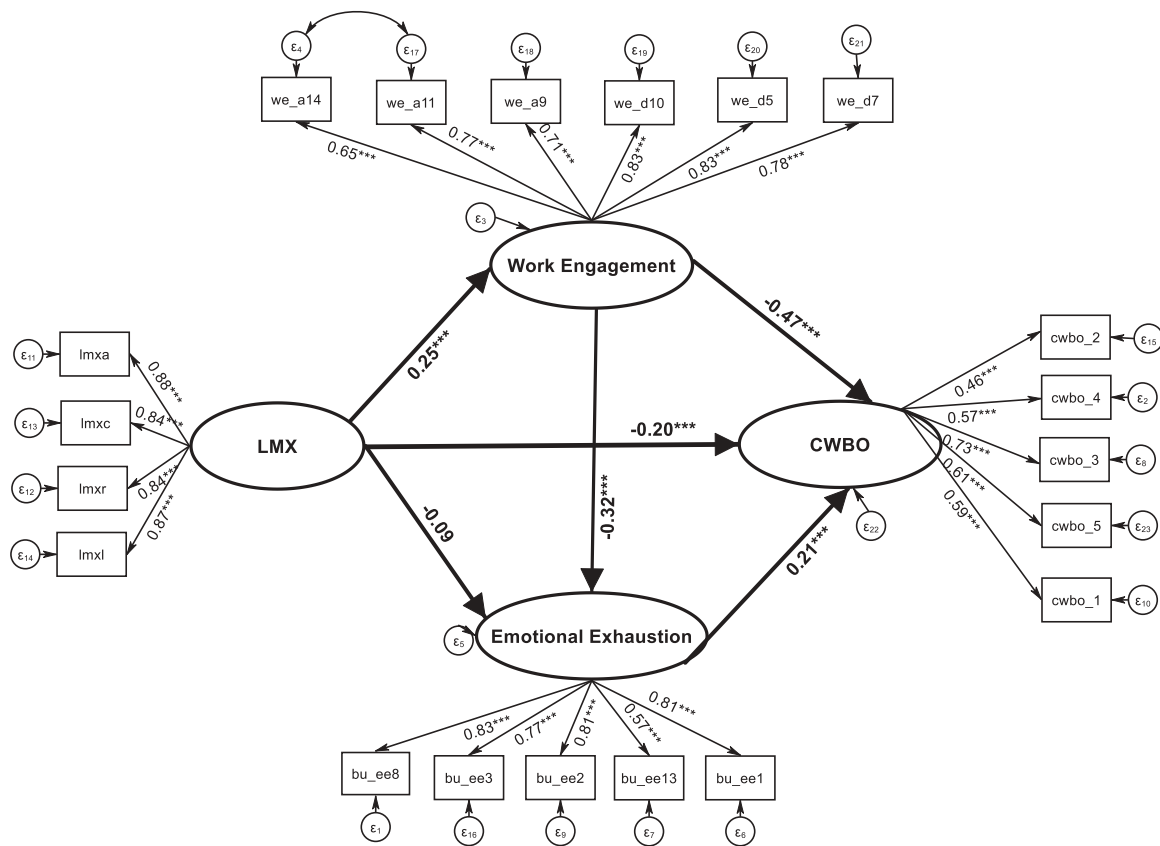 ε4
ε17
ε18
ε19
ε20
ε21
we_a14
we_a11
we_a9
we_d10
we_d5
we_d7
0.65***
0.77***
0.71***
0.83***
0.83***
0.78***
ε3
Work Engagement
0.25***
-0.47***
ε11
lmxa
0.88***
ε13
lmxc
0.84***
ε12
lmxr
0.84***
ε14
lmxl
0.87***
LMX
-0.20***
CWBO
cwbo_2
ε15
0.46***
cwbo_4
ε2
0.57***
cwbo_3
ε8
0.73***
cwbo_5
ε23
0.61***
cwbo_1
ε10
0.59***
ε22
-0.09
-0.32***
0.21***
ε5
Emotional Exhaustion
0.83***
0.77***
0.81***
0.57***
0.81***
bu_ee8
bu_ee3
bu_ee2
bu_ee13
bu_ee1
ε1
ε16
ε9
ε7
ε6